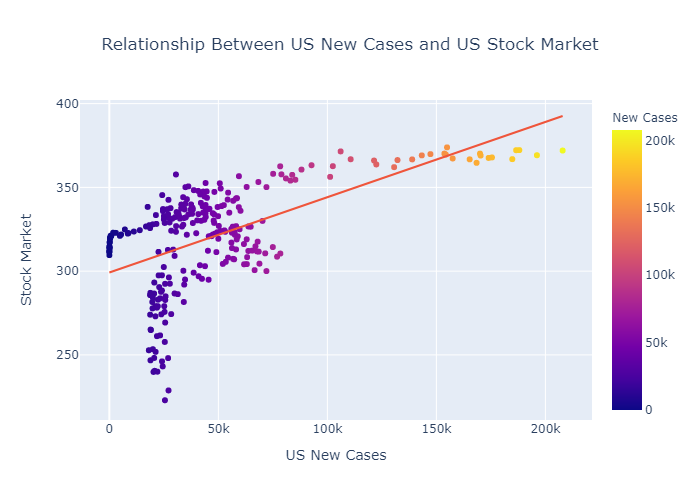 Relationship Between US New Cases and US Stock Market
New Cases
400
350
300
250
Stock Market
0
50k
100k
150k
200k
US New Cases
200k
150k
100k
50k
0